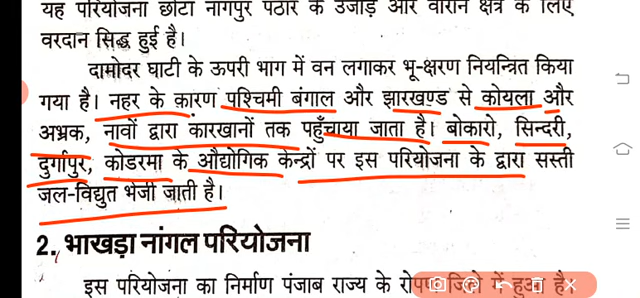 यह परियोजना छोटा नागपुर पठार के उजाड़ और वीरान क्षेत्र के लिए
वरदान सिद्ध हुई है।
दामोदर घाटी के ऊपरी भाग में वन लगाकर भू-क्षरण नियन्त्रित किया
गया है। नहर के कारण पश्चिमी बंगाल और झारखण्ड से कोयला और
अभ्रक, नावों द्वारा कारखानों तक पहुँचाया जाता है। बोकारो, सिन्दरी,
दुर्गापुर, कोडरमा के औद्योगिक केन्द्रों पर इस परियोजना के द्वारा सस्ती
जल-विद्युत भेजी जाती है।
2. भाखड़ा नांगल परियोजना
इस परियोजना का निर्माण पंजाब राज्य के रोपण जिले में हुआ है।